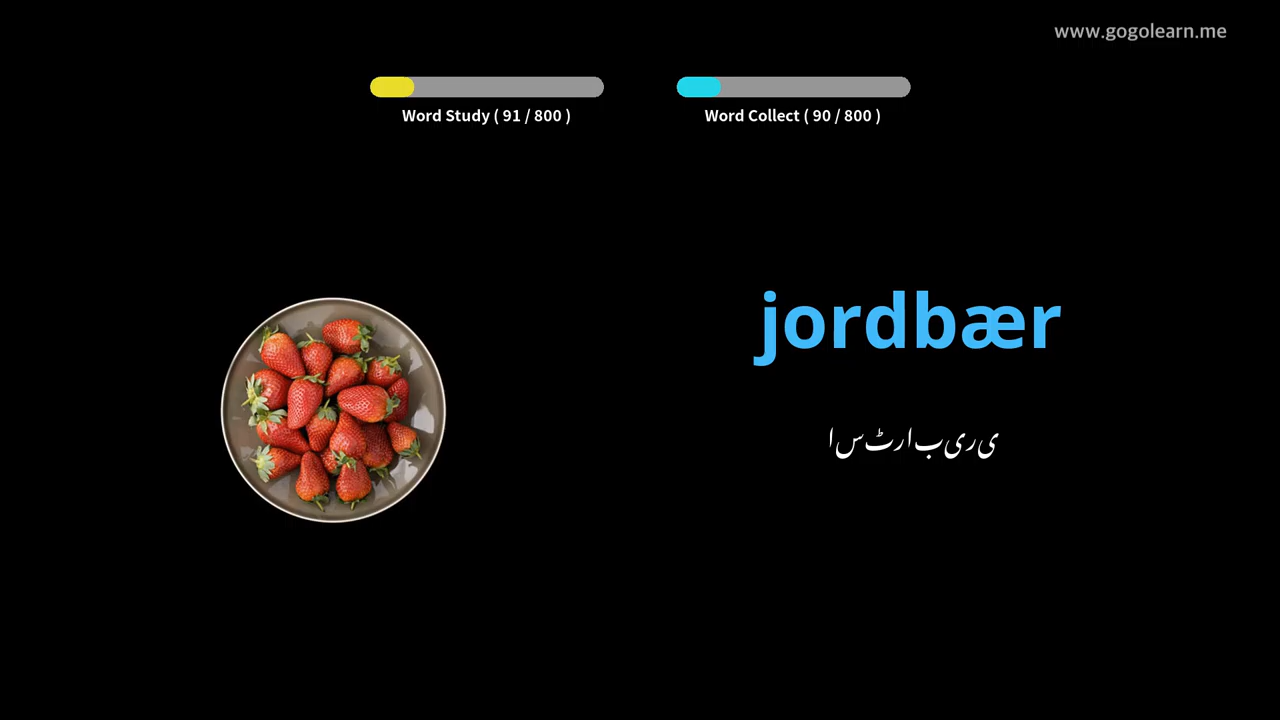 www.gogolearn.me
Word Study ( 91 / 800 )
Word Collect ( 90 / 800 )
jordbær
اسٹرابیری